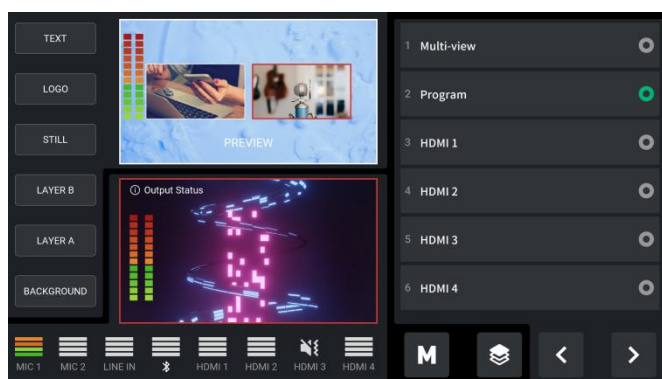 TEXT
LOGO
STILL
LAYER B
LAYER A
BACKGROUND
PREVIEW
Output Status
MIC 1 MIC 2 LINE IN HDMI 1 HDMI 2 HDMI 3 HDMI 4
1 Multi-view
2 Program
3 HDMI 1
4 HDMI 2
5 HDMI 3
6 HDMI 4
M